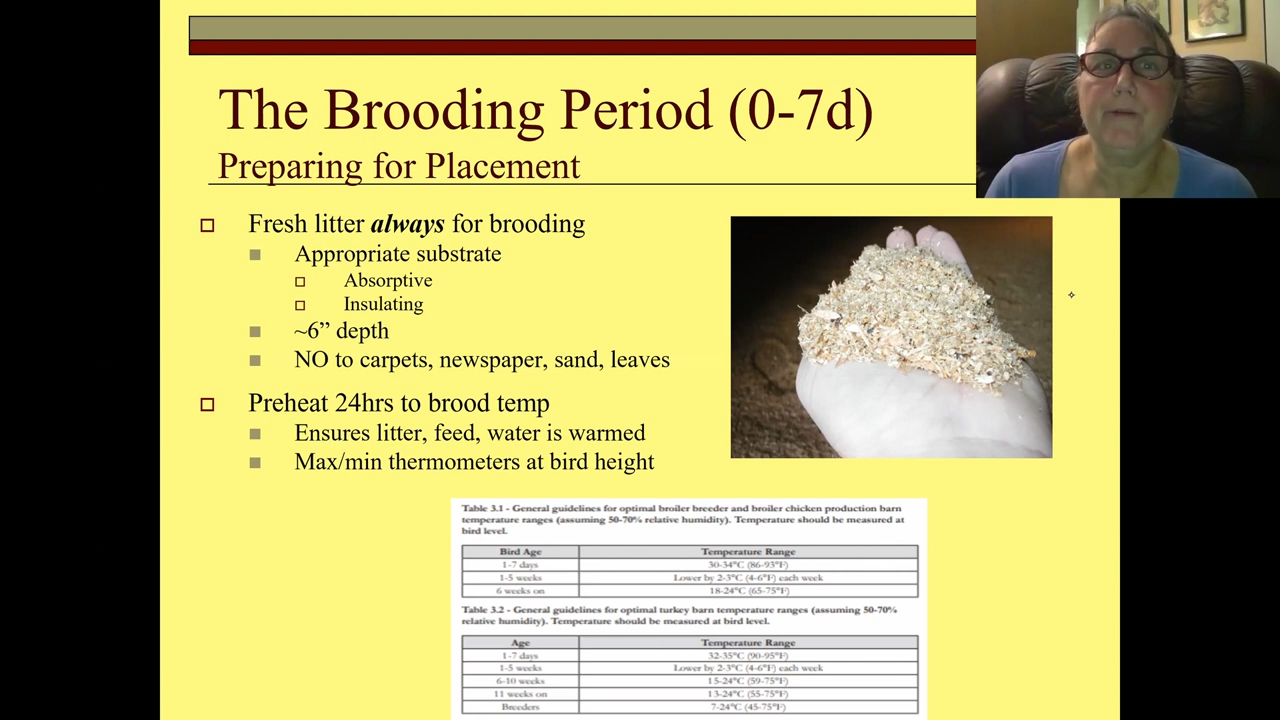 The Brooding Period (0-7d)
Preparing for Placement
Fresh litter always for brooding
Appropriate substrate
Absorptive
Insulating
~6” depth
NO to carpets, newspaper, sand, leaves
Preheat 24hrs to brood temp
Ensures litter, feed, water is warmed
Max/min thermometers at bird height
Table 3.1 - General guidelines for optimal broiler breeder and broiler chicken production barn
temperature ranges (assuming 50-70% relative humidity). Temperature should be measured at
bird level.
Bird Age Temperature Range
1-7 days 30-34°C (86-93°F)
1-5 weeks Lower by 2-3°C (4-6°F) each week
6 weeks on 18-24°C (65-75°F)
Table 3.2 - General guidelines for optimal turkey barn temperature ranges (assuming 50-70%
relative humidity). Temperature should be measured at bird level.
Age Temperature Range
1-7 days 32-35°C (90-95°F)
1-5 weeks Lower by 2-3°C (4-6°F) each week
6-10 weeks 15-24°C (59-75°F)
11 weeks on 13-24°C (55-75°F)
Breeders 7-24°C (45-75°F)